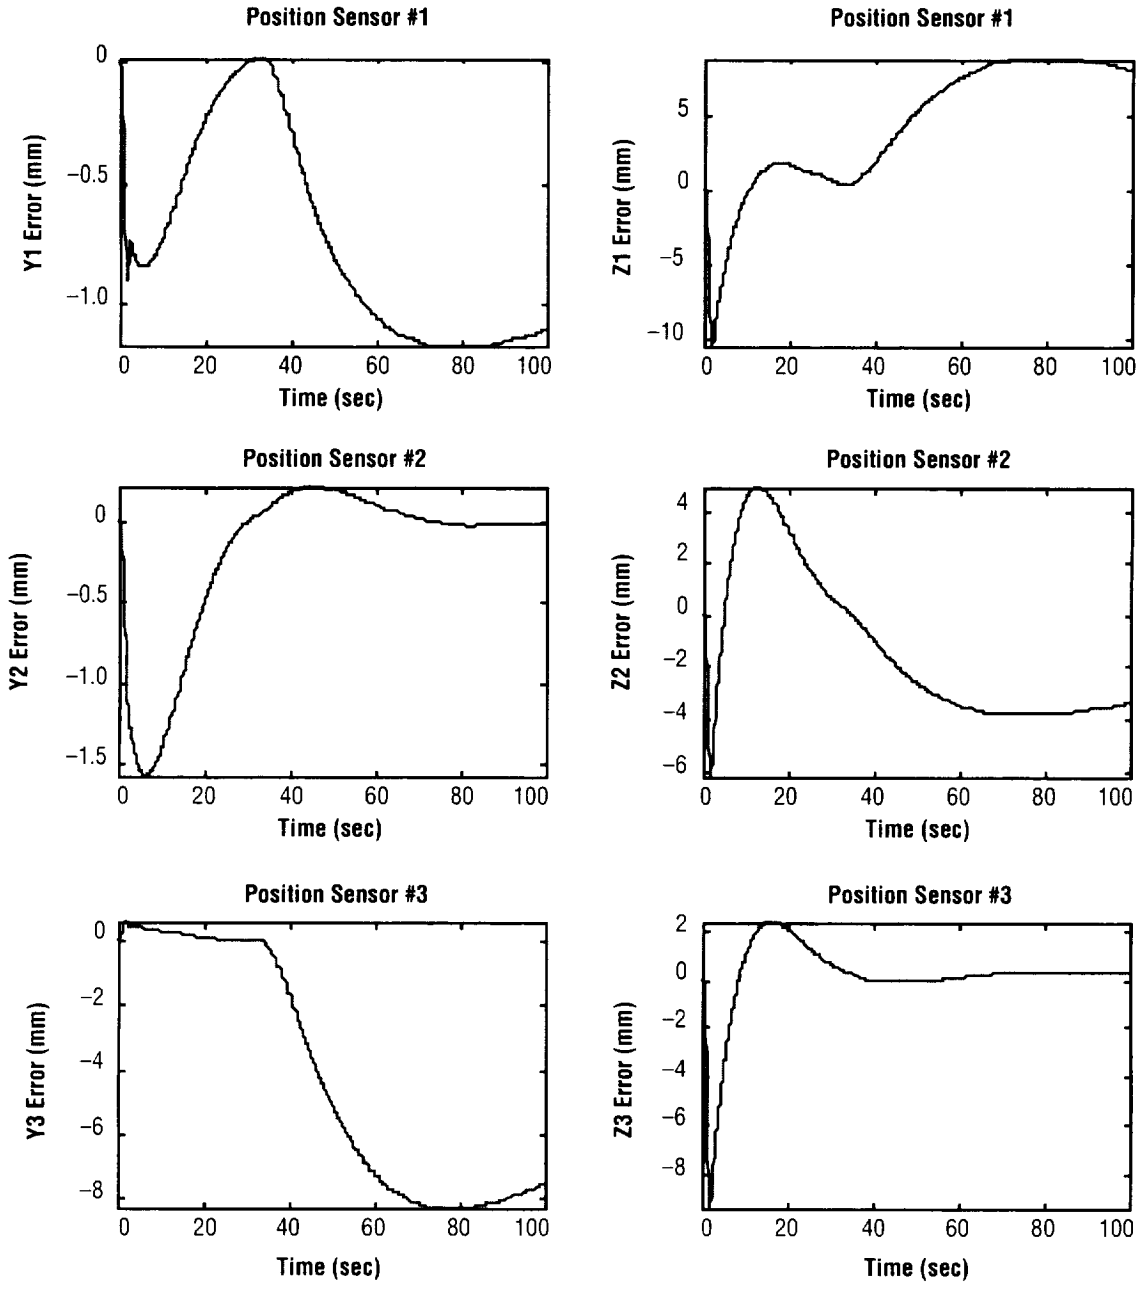 Position Sensor #1
Y1 Error (mm)
0
−0.5
−1.0
0 20 40 60 80 100
Time (sec)
Position Sensor #1
Z1 Error (mm)
5
0
−5
−10
0 20 40 60 80 100
Time (sec)
Position Sensor #2
Y2 Error (mm)
0
−0.5
−1.0
−1.5
0 20 40 60 80 100
Time (sec)
Position Sensor #2
Z2 Error (mm)
4
2
0
−2
−4
−6
0 20 40 60 80 100
Time (sec)
Position Sensor #3
Y3 Error (mm)
0
−2
−4
−6
−8
0 20 40 60 80 100
Time (sec)
Position Sensor #3
Z3 Error (mm)
2
0
−2
−4
−6
−8
0 20 40 60 80 100
Time (sec)